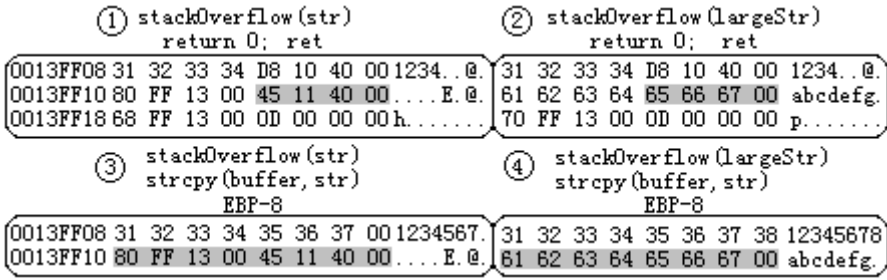 ① stackOverflow(str)
return 0; ret
② stackOverflow(largeStr)
return 0; ret
0013FF08 31 32 33 34 D8 10 40 00 1234..@.
0013FF10 80 FF 13 00 45 11 40 00 ....E.@.
0013FF18 68 FF 13 00 0D 00 00 00 h.......
31 32 33 34 D8 10 40 00 1234..@.
61 62 63 64 65 66 67 00 abcdefg.
70 FF 13 00 0D 00 00 00 p.......
③ stackOverflow(str)
strcpy(buffer, str)
EBP-8
④ stackOverflow(largeStr)
strcpy(buffer, str)
EBP-8
0013FF08 31 32 33 34 35 36 37 00 1234567.
0013FF10 80 FF 13 00 45 11 40 00 ....E.@.
31 32 33 34 35 36 37 38 12345678
61 62 63 64 65 66 67 00 abcdefg.